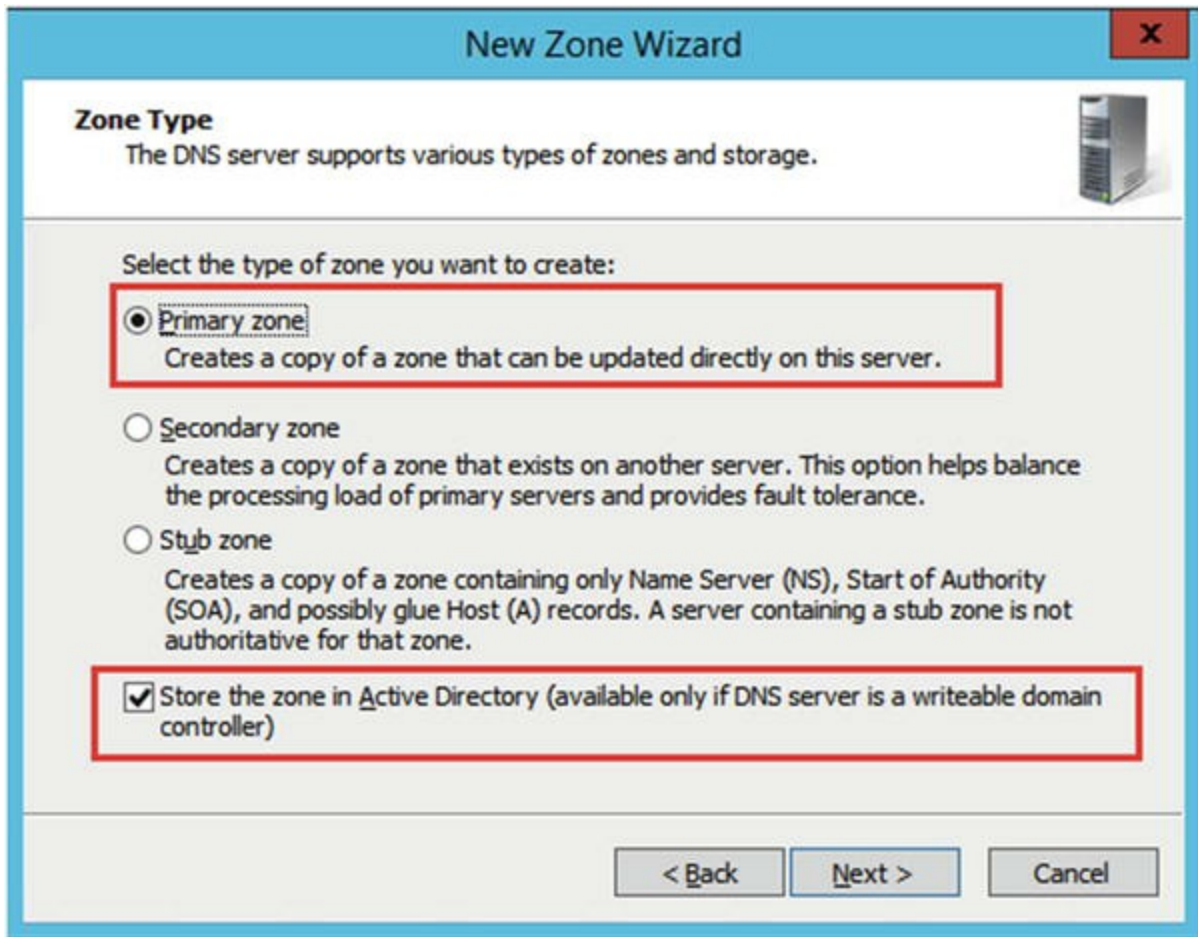 New Zone Wizard
x
Zone Type
The DNS server supports various types of zones and storage.
Select the type of zone you want to create:
Primary zone
Creates a copy of a zone that can be updated directly on this server.
Secondary zone
Creates a copy of a zone that exists on another server. This option helps balance
the processing load of primary servers and provides fault tolerance.
Stub zone
Creates a copy of a zone containing only Name Server (NS), Start of Authority
(SOA), and possibly glue Host (A) records. A server containing a stub zone is not
authoritative for that zone.
Store the zone in Active Directory (available only if DNS server is a writeable domain
controller)
< Back
Next >
Cancel